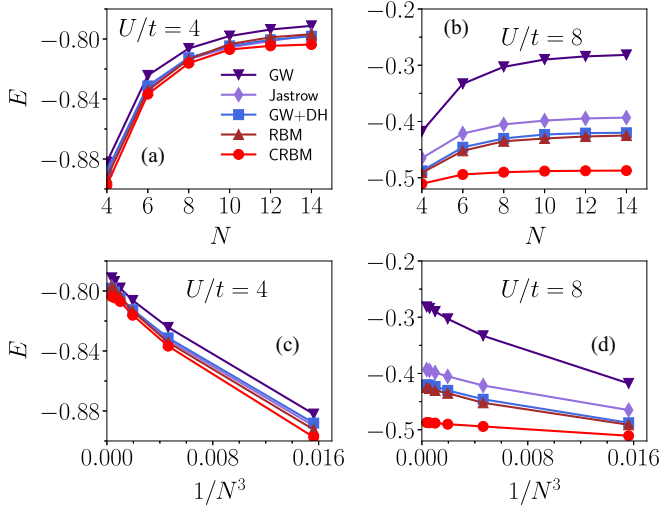 U/t = 4
(b)
U/t = 8
−0.80
−0.84
−0.88
E
GW
Jastrow
GW+DH
RBM
CRBM
(a)
4 6 8 10 12 14
N
−0.2
−0.3
−0.4
−0.5
4 6 8 10 12 14
N
U/t = 4
(c)
−0.80
−0.84
−0.88
E
0.000 0.008 0.016
1/N³
U/t = 8
(d)
−0.2
−0.3
−0.4
−0.5
0.000 0.008 0.016
1/N³